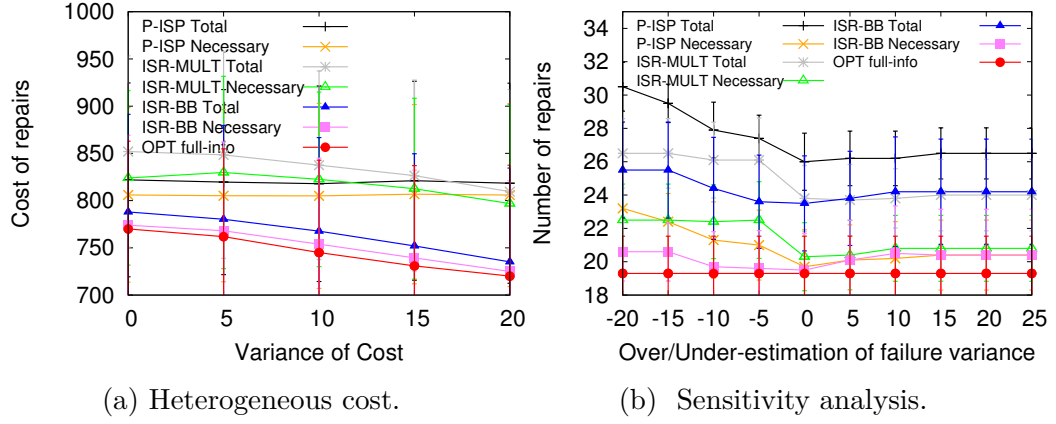 1000
950
900
850
800
750
700
Cost of repairs
P-ISP Total
P-ISP Necessary
ISR-MULT Total
ISR-MULT Necessary
ISR-BB Total
ISR-BB Necessary
OPT full-info
0 5 10 15 20
Variance of Cost
(a) Heterogeneous cost.
34
32
30
28
26
24
22
20
18
Number of repairs
P-ISP Total
P-ISP Necessary
ISR-MULT Total
ISR-MULT Necessary
ISR-BB Total
ISR-BB Necessary
OPT full-info
-20 -15 -10 -5 0 5 10 15 20 25
Over/Under-estimation of failure variance
(b) Sensitivity analysis.